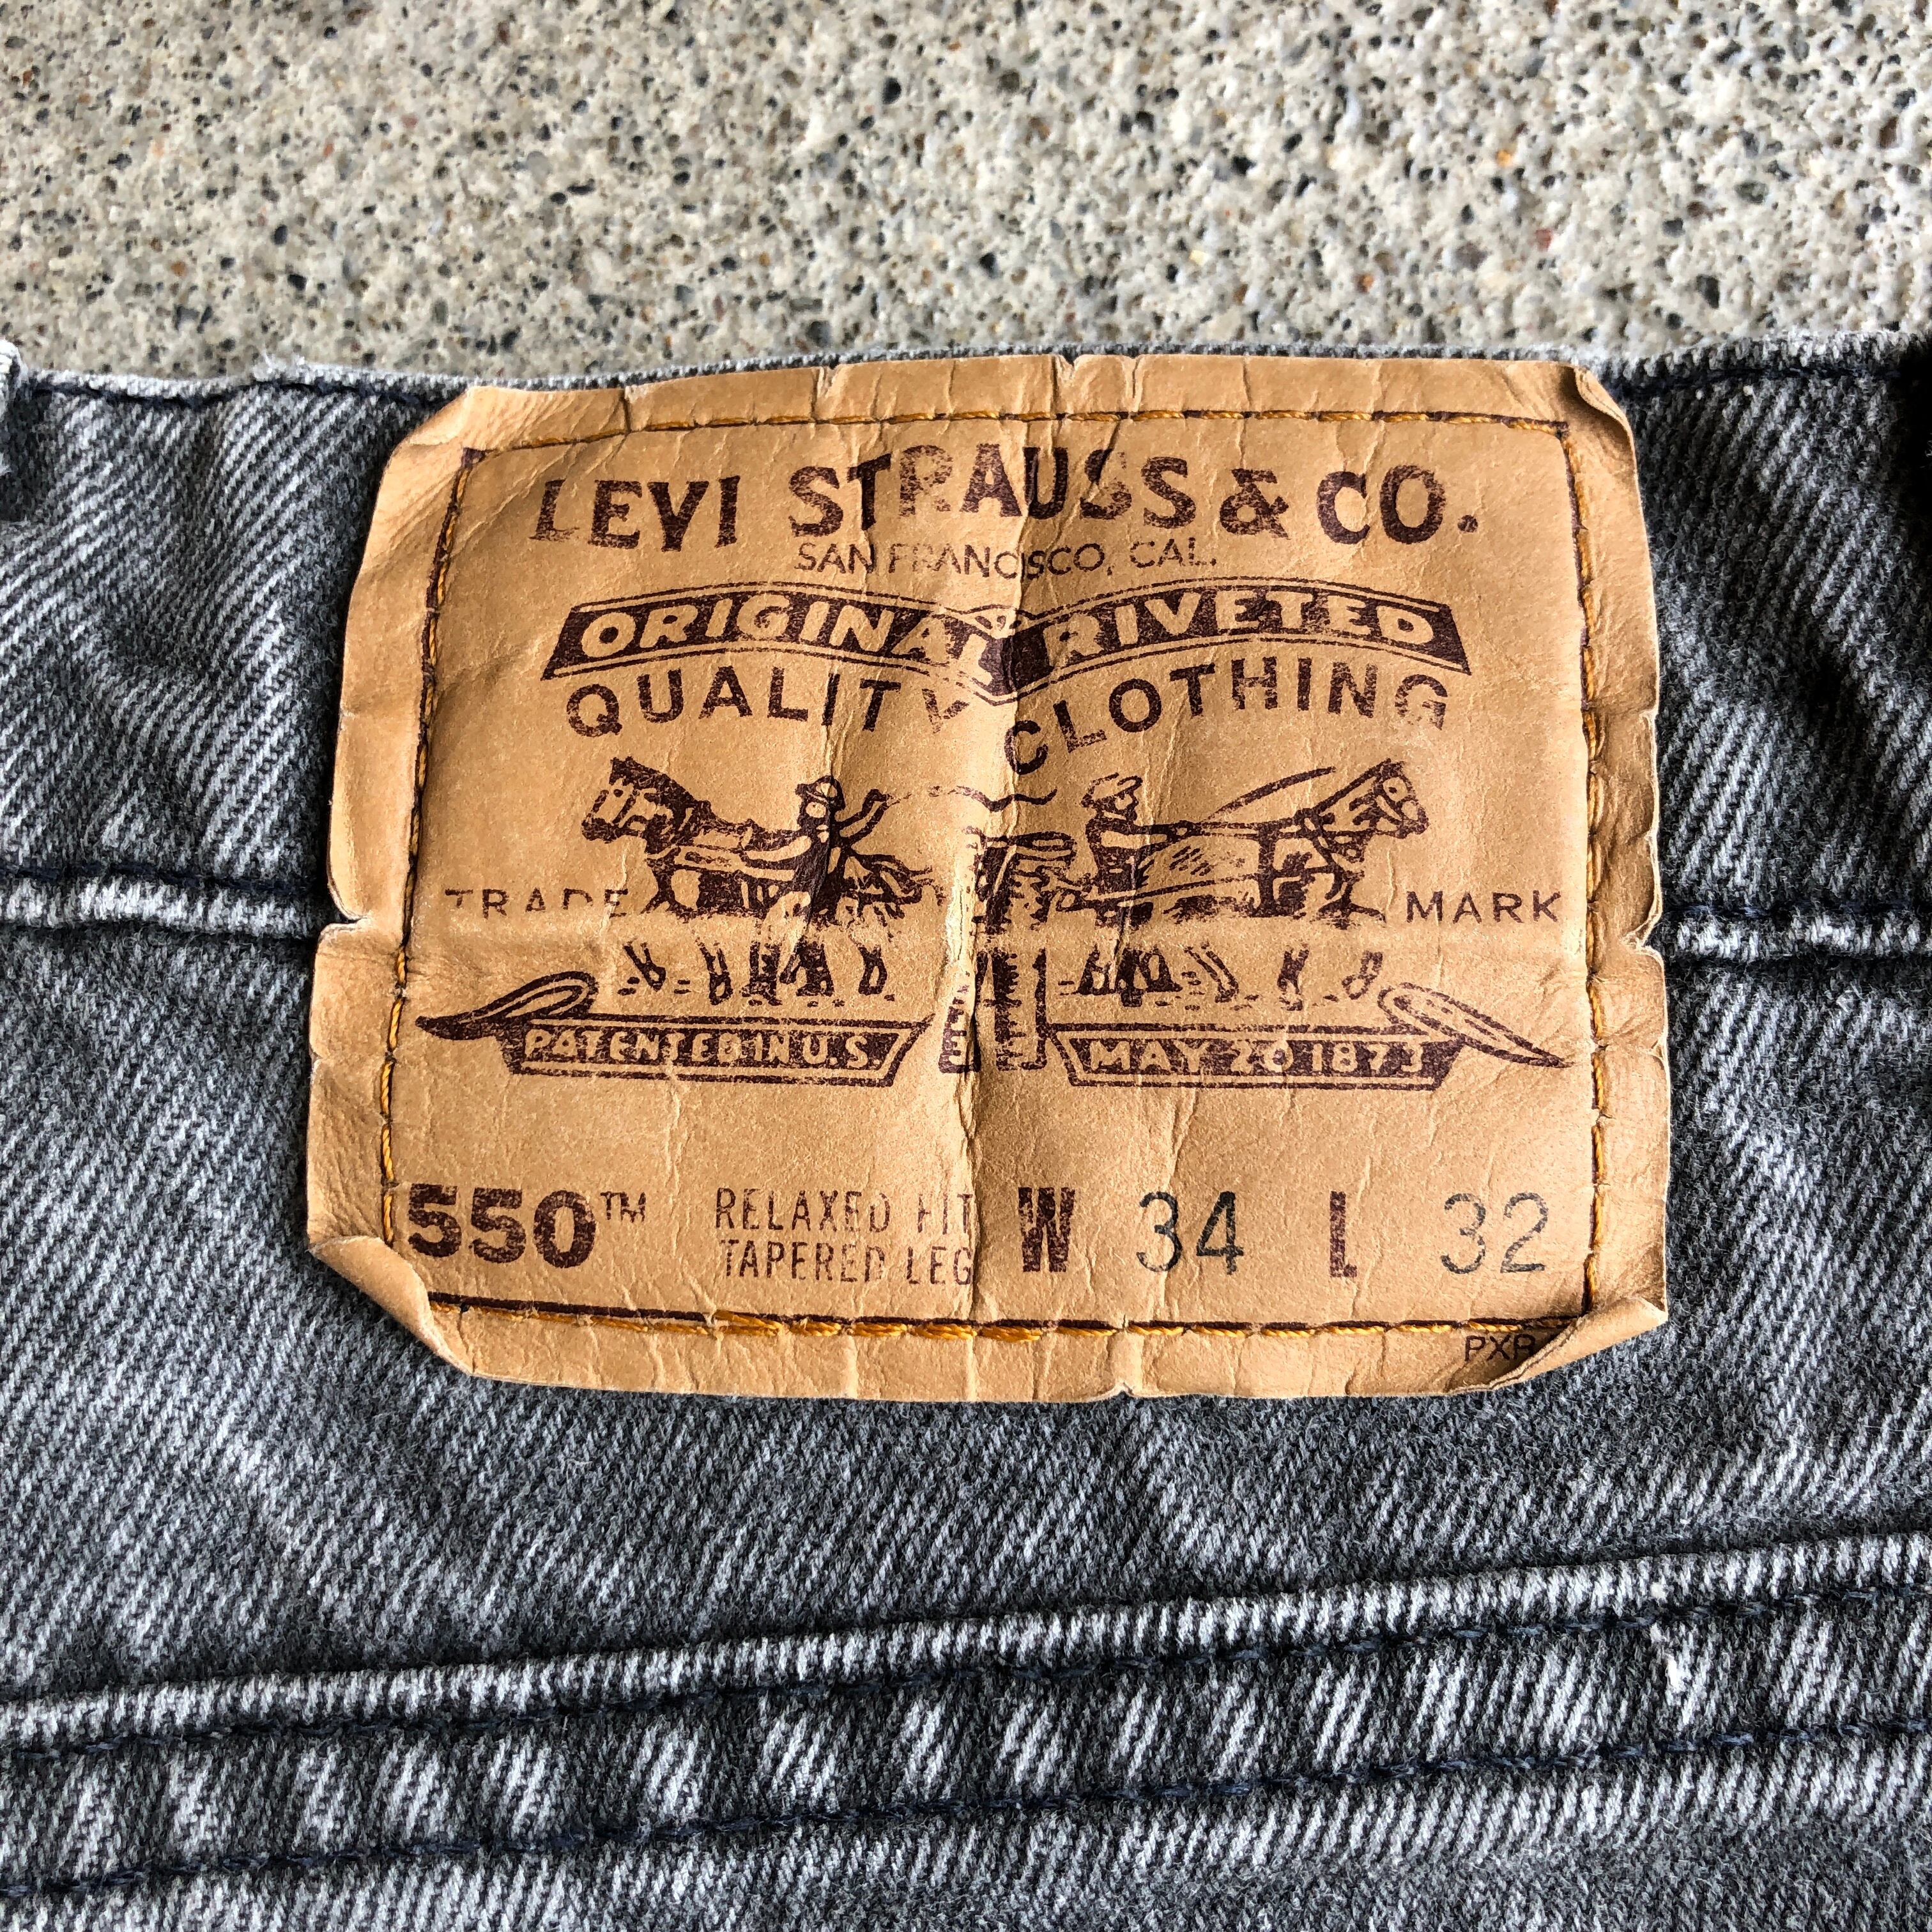 LEVI STRAUSS & CO.
SAN FRANCISCO, CAL.
ORIGINAL RIVETED
QUALITY CLOTHING
TRADE MARK
PATENTED IN U.S. MAY 20 1873
550™ RELAXED FIT W 34 L 32
TAPERED LEG